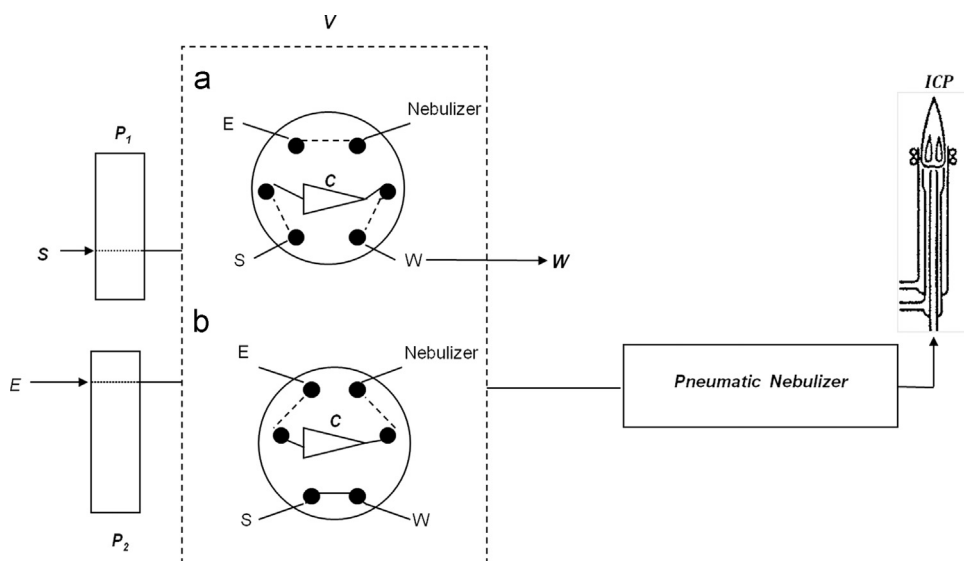 V
a
ICP
Nebulizer
E
P1
C
S
S
W
W
b
E
Nebulizer
E
Pneumatic Nebulizer
C
S
W
P2